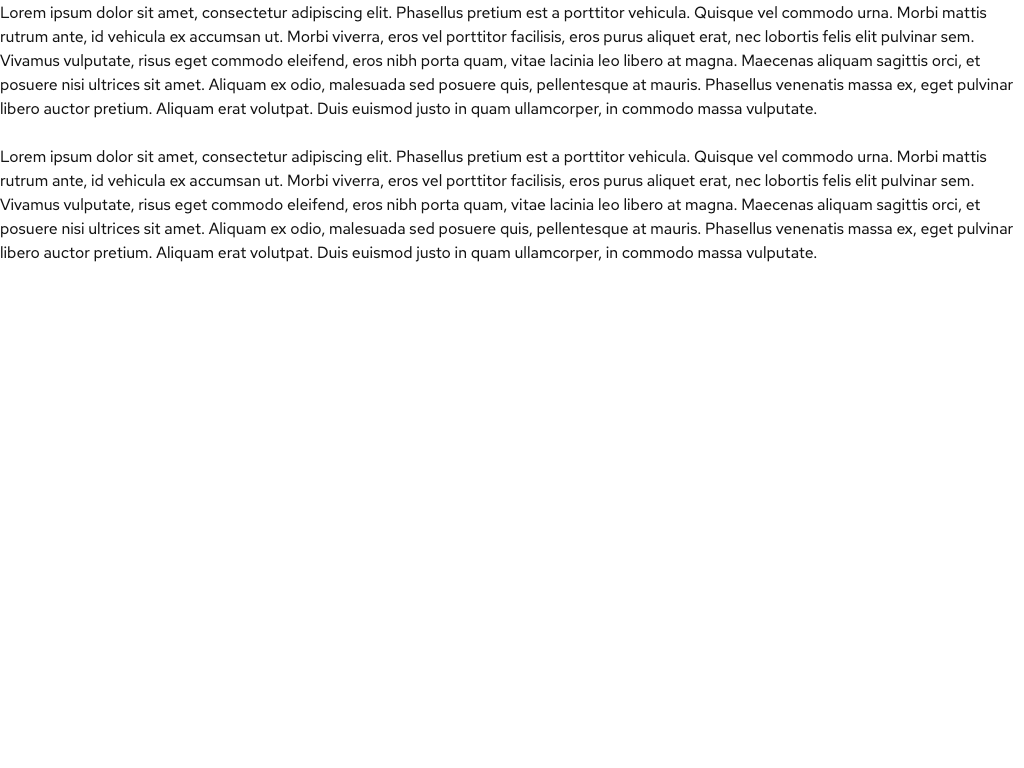 Lorem ipsum dolor sit amet, consectetur adipiscing elit. Phasellus pretium est a porttitor vehicula. Quisque vel commodo urna. Morbi mattis
rutrum ante, id vehicula ex accumsan ut. Morbi viverra, eros vel porttitor facilisis, eros purus aliquet erat, nec lobortis felis elit pulvinar sem.
Vivamus vulputate, risus eget commodo eleifend, eros nibh porta quam, vitae lacinia leo libero at magna. Maecenas aliquam sagittis orci, et
posuere nisi ultrices sit amet. Aliquam ex odio, malesuada sed posuere quis, pellentesque at mauris. Phasellus venenatis massa ex, eget pulvinar
libero auctor pretium. Aliquam erat volutpat. Duis euismod justo in quam ullamcorper, in commodo massa vulputate.

Lorem ipsum dolor sit amet, consectetur adipiscing elit. Phasellus pretium est a porttitor vehicula. Quisque vel commodo urna. Morbi mattis
rutrum ante, id vehicula ex accumsan ut. Morbi viverra, eros vel porttitor facilisis, eros purus aliquet erat, nec lobortis felis elit pulvinar sem.
Vivamus vulputate, risus eget commodo eleifend, eros nibh porta quam, vitae lacinia leo libero at magna. Maecenas aliquam sagittis orci, et
posuere nisi ultrices sit amet. Aliquam ex odio, malesuada sed posuere quis, pellentesque at mauris. Phasellus venenatis massa ex, eget pulvinar
libero auctor pretium. Aliquam erat volutpat. Duis euismod justo in quam ullamcorper, in commodo massa vulputate.